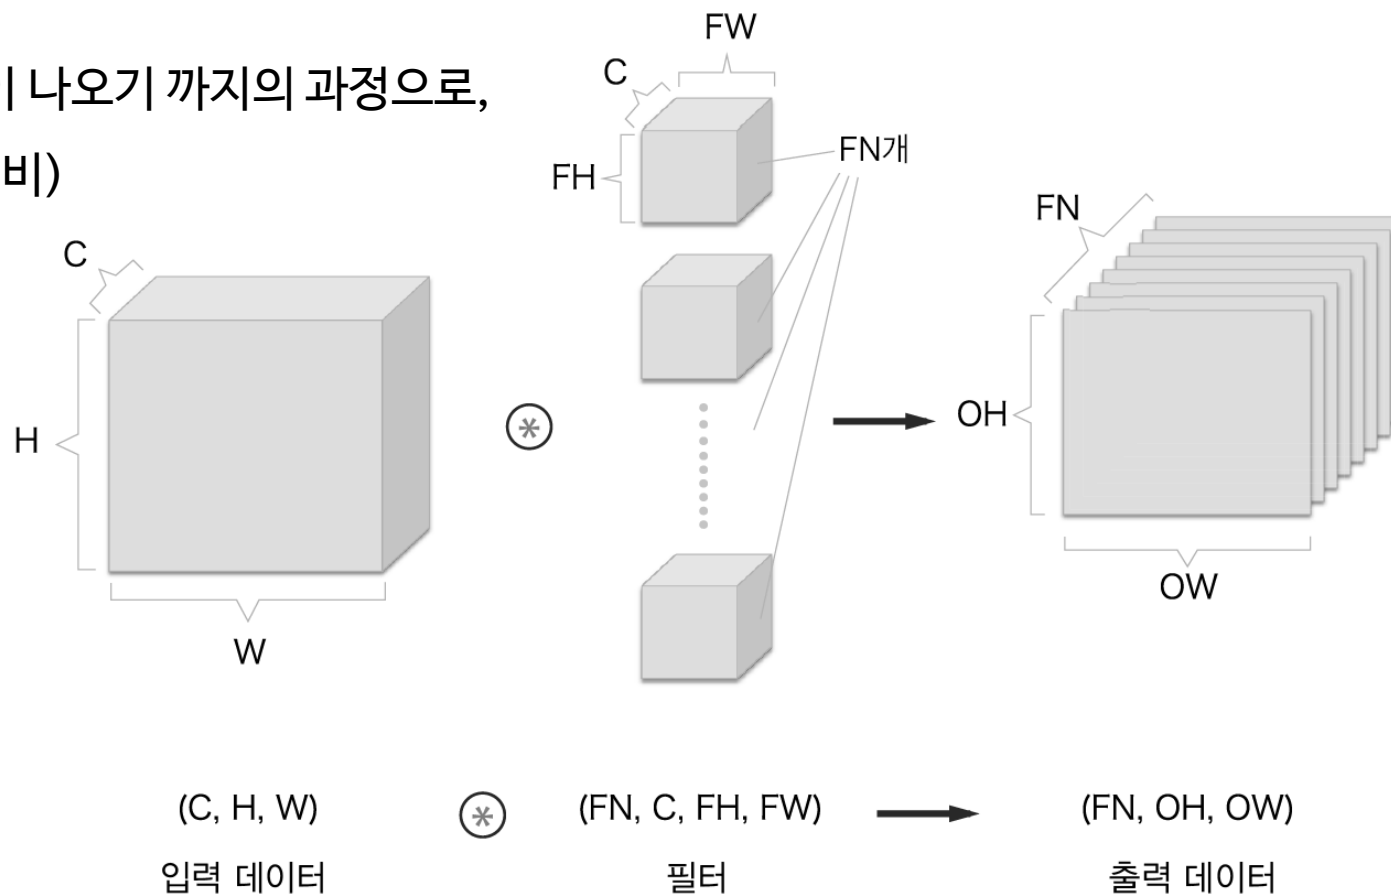 ㅣ 나오기 까지의 과정으로,
비)
FW
C
FH
FN개
C
H
W
⊛
FN
OH
OW
(C, H, W) ⊛ (FN, C, FH, FW) (FN, OH, OW)
입력 데이터 필터 출력 데이터